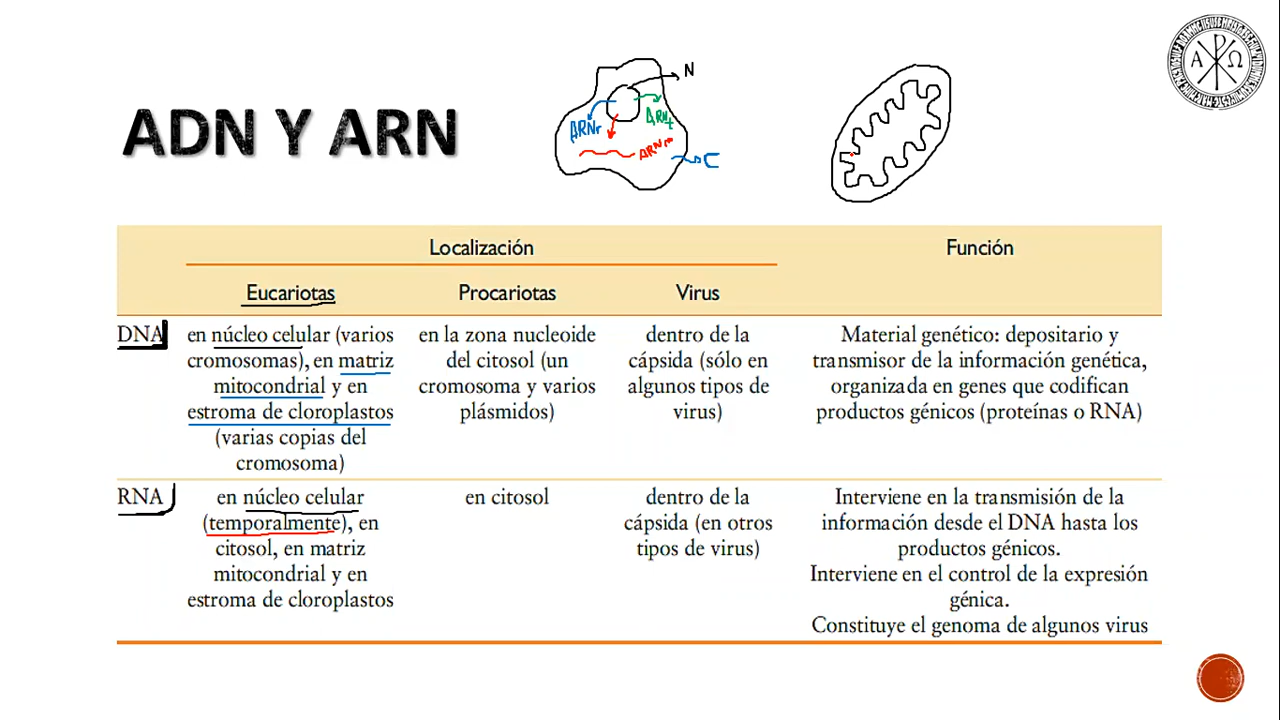 ADN Y ARN
N
ARNr
ARNt
ARNm
C
A
Ω
Localización
Función
Eucariotas
Procariotas
Virus
DNA
en núcleo celular (varios
cromosomas), en matriz
mitocondrial y en
estroma de cloroplastos
(varias copias del
cromosoma)
en la zona nucleoide
del citosol (un
cromosoma y varios
plásmidos)
dentro de la
cápsida (sólo en
algunos tipos de
virus)
Material genético: depositario y
transmisor de la información genética,
organizada en genes que codifican
productos génicos (proteínas o RNA)
RNA
en núcleo celular
(temporalmente), en
citosol, en matriz
mitocondrial y en
estroma de cloroplastos
en citosol
dentro de la
cápsida (en otros
tipos de virus)
Interviene en la transmisión de la
información desde el DNA hasta los
productos génicos.
Interviene en el control de la expresión
génica.
Constituye el genoma de algunos virus